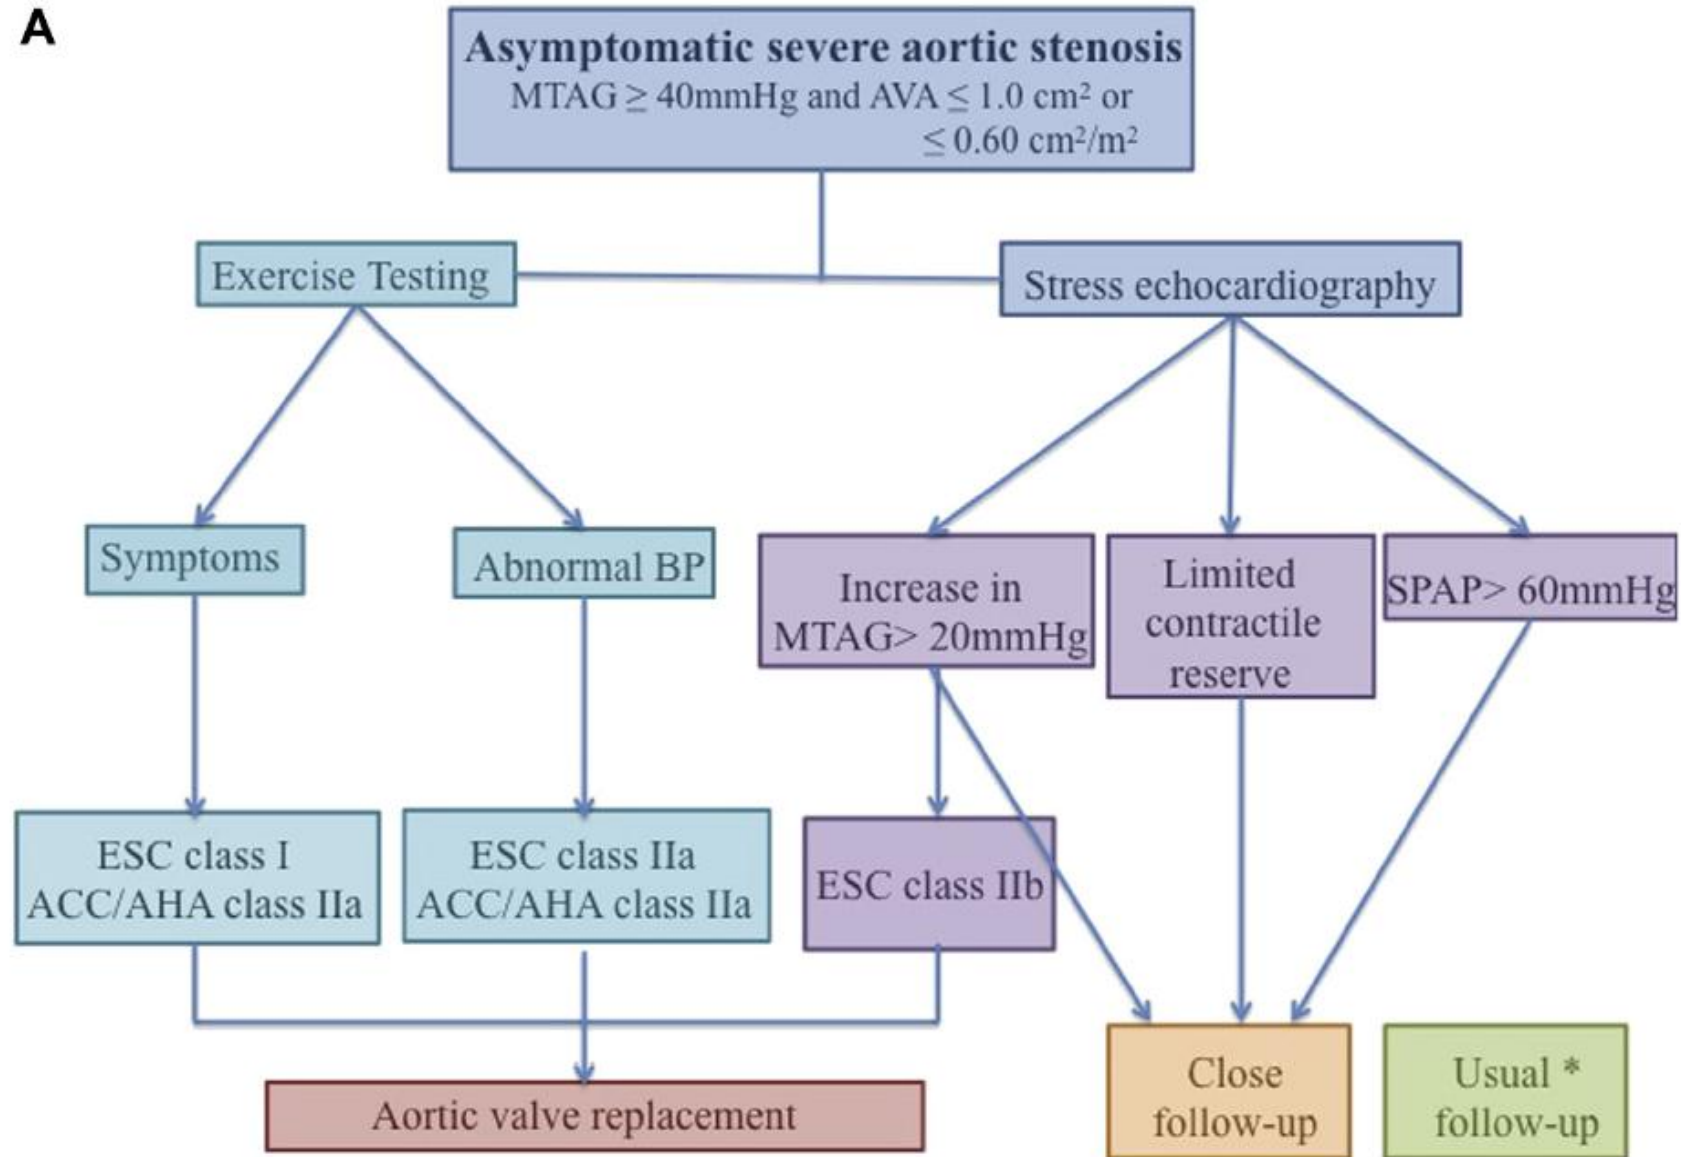 A
Asymptomatic severe aortic stenosis
MTAG ≥ 40mmHg and AVA ≤ 1.0 cm² or
≤ 0.60 cm²/m²
Exercise Testing
Stress echocardiography
Symptoms
Abnormal BP
Increase in
MTAG> 20mmHg
Limited
contractile
reserve
SPAP> 60mmHg
ESC class I
ACC/AHA class IIa
ESC class IIa
ACC/AHA class IIa
ESC class IIb
Aortic valve replacement
Close
follow-up
Usual *
follow-up